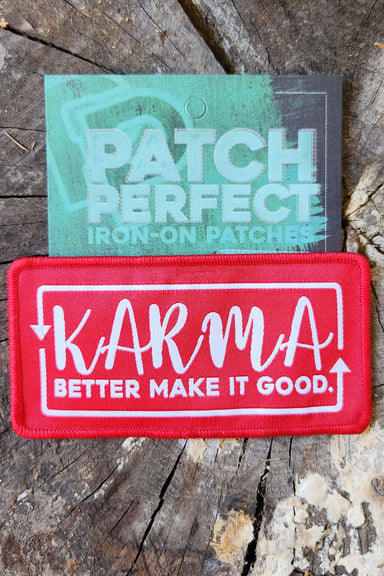 PATCH
PERFECT
IRON-ON PATCHES
KARMA
BETTER MAKE IT GOOD.